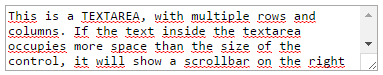 This is a TEXTAREA, with multiple rows and
columns. If the text inside the textarea
occupies more space than the size of the
control, it will show a scrollbar on the right